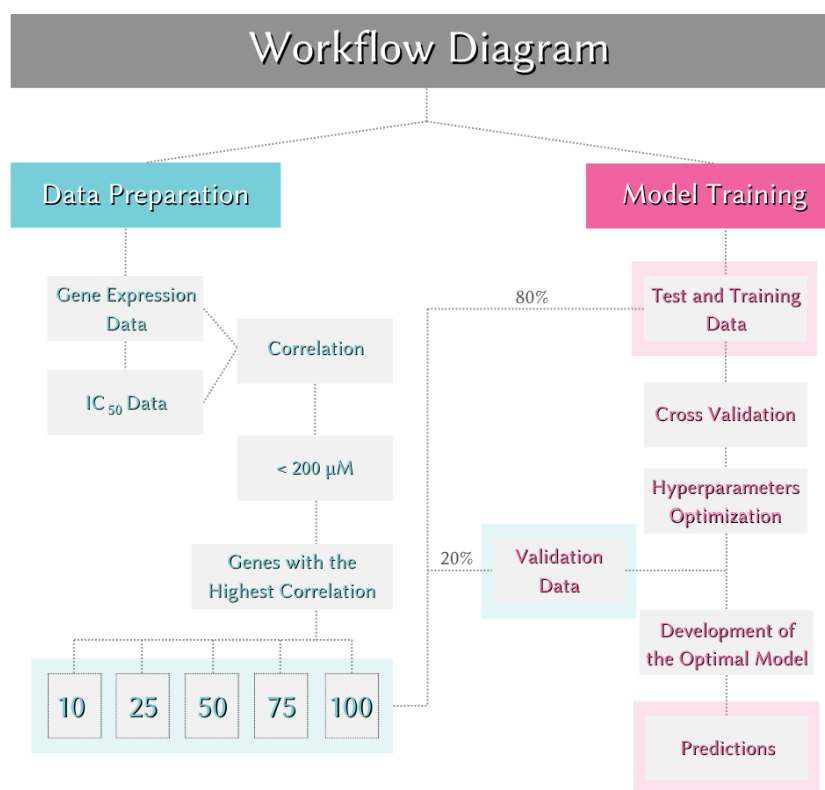 Workflow Diagram
Data Preparation
Gene Expression
Data
IC50 Data
Correlation
< 200 μM
Genes with the
Highest Correlation
10 25 50 75 100
Model Training
80%
Test and Training
Data
Cross Validation
Hyperparameters
Optimization
20%
Validation
Data
Development of
the Optimal Model
Predictions